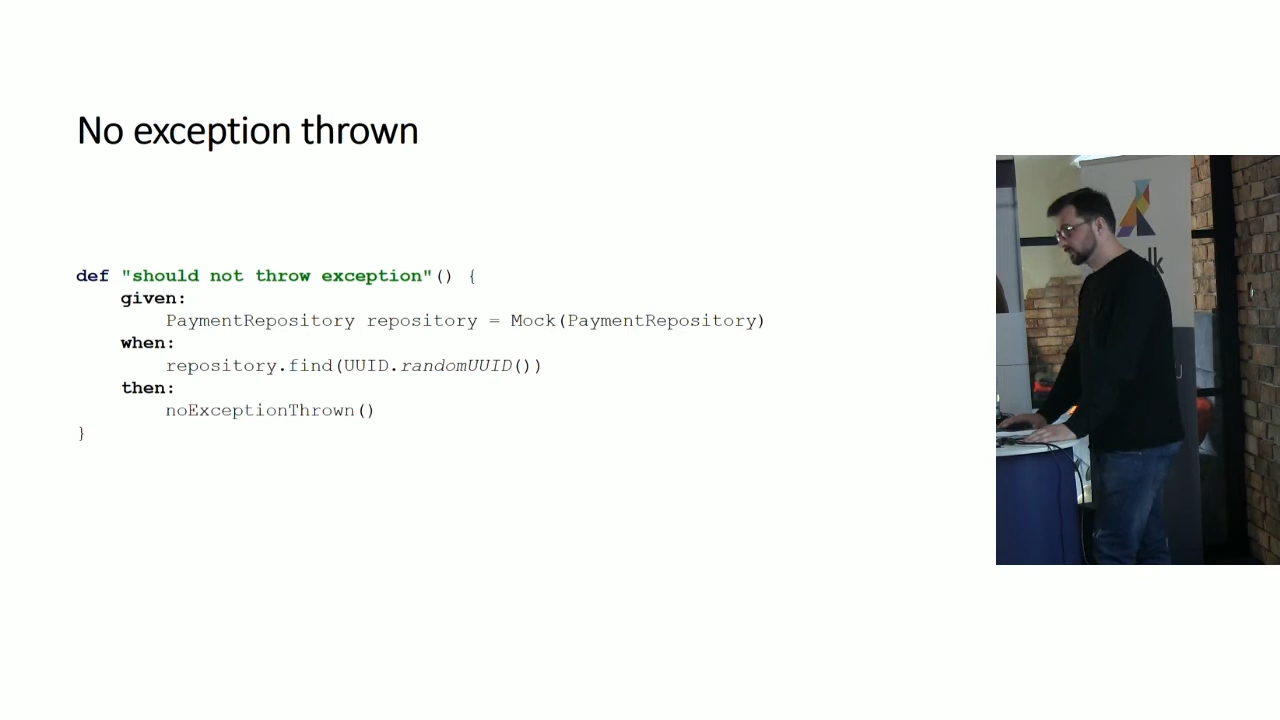 No exception thrown
def "should not throw exception"() {
given:
PaymentRepository repository = Mock(PaymentRepository)
when:
repository.find(UUID.randomUUID())
then:
noExceptionThrown()
}